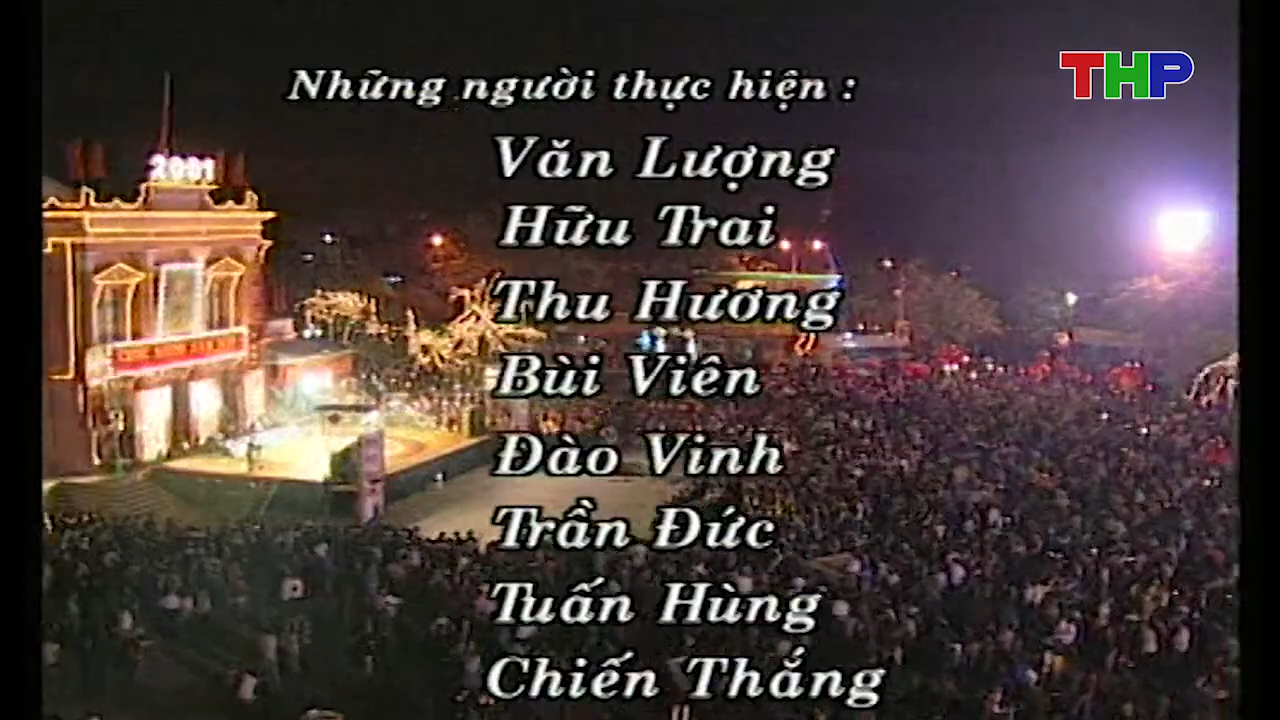 THP
Những người thực hiện :
Văn Lượng
2001
Hữu Trai
Thu Hương
Bùi Viên
Đào Vinh
Trần Đức
Tuấn Hùng
Chiến Thắng